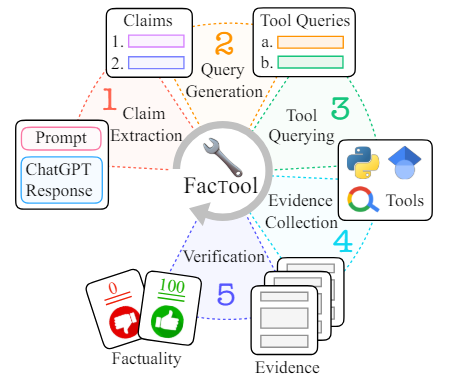 Claims
1.
2.
2
Query
Generation
Tool Queries
a.
b.
1
Claim
Extraction
3
Tool
Querying
Prompt
ChatGPT
Response
FacTool
Tools
Evidence
Collection
4
Verification
5
0
100
Factuality
Evidence